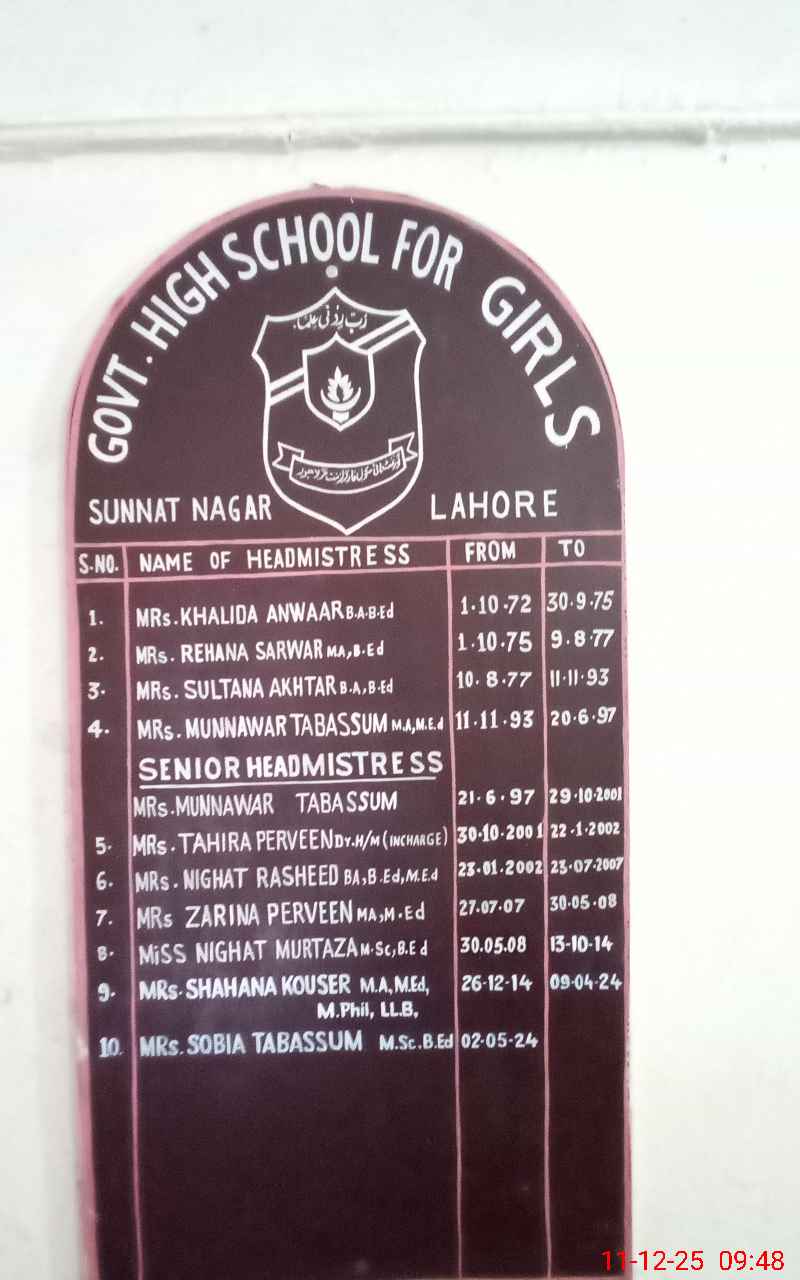 GOVT. HIGH SCHOOL FOR GIRLS
رَبِّ زِدْنِی عِلْمًا
SUNNAT NAGAR LAHORE
S.NO. NAME OF HEADMISTRESS FROM TO
1. MRs. KHALIDA ANWAAR B.A-B.Ed 1.10.72 30.9.75
2. MRs. REHANA SARWAR MA,B.Ed 1.10.75 9.8.77
3. MRs. SULTANA AKHTAR B.A,B.Ed 10.8.77 11.11.93
4. MRs. MUNNAWAR TABASSUM M.A,M.Ed 11.11.93 20.6.97
SENIOR HEADMISTRESS
MRs.MUNNAWAR TABASSUM 21.6.97 29.10.2001
5. MRs. TAHIRA PERVEEN Dy.H/M (INCHARGE) 30.10.2001 22.1.2002
6. MRs. NIGHAT RASHEED BA,B.Ed,M.Ed 23.01.2002 23.07.2007
7. MRs ZARINA PERVEEN MA,M.Ed 27.07.07 30.05.08
8. MiSS NIGHAT MURTAZA M.Sc,B.Ed 30.05.08 13-10-14
9. MRs. SHAHANA KOUSER M.A,M.Ed, 26-12-14 09-04-24
M.Phil, LL.B,
10. MRs. SOBIA TABASSUM M.Sc.B.Ed 02-05-24
11-12-25 09:48